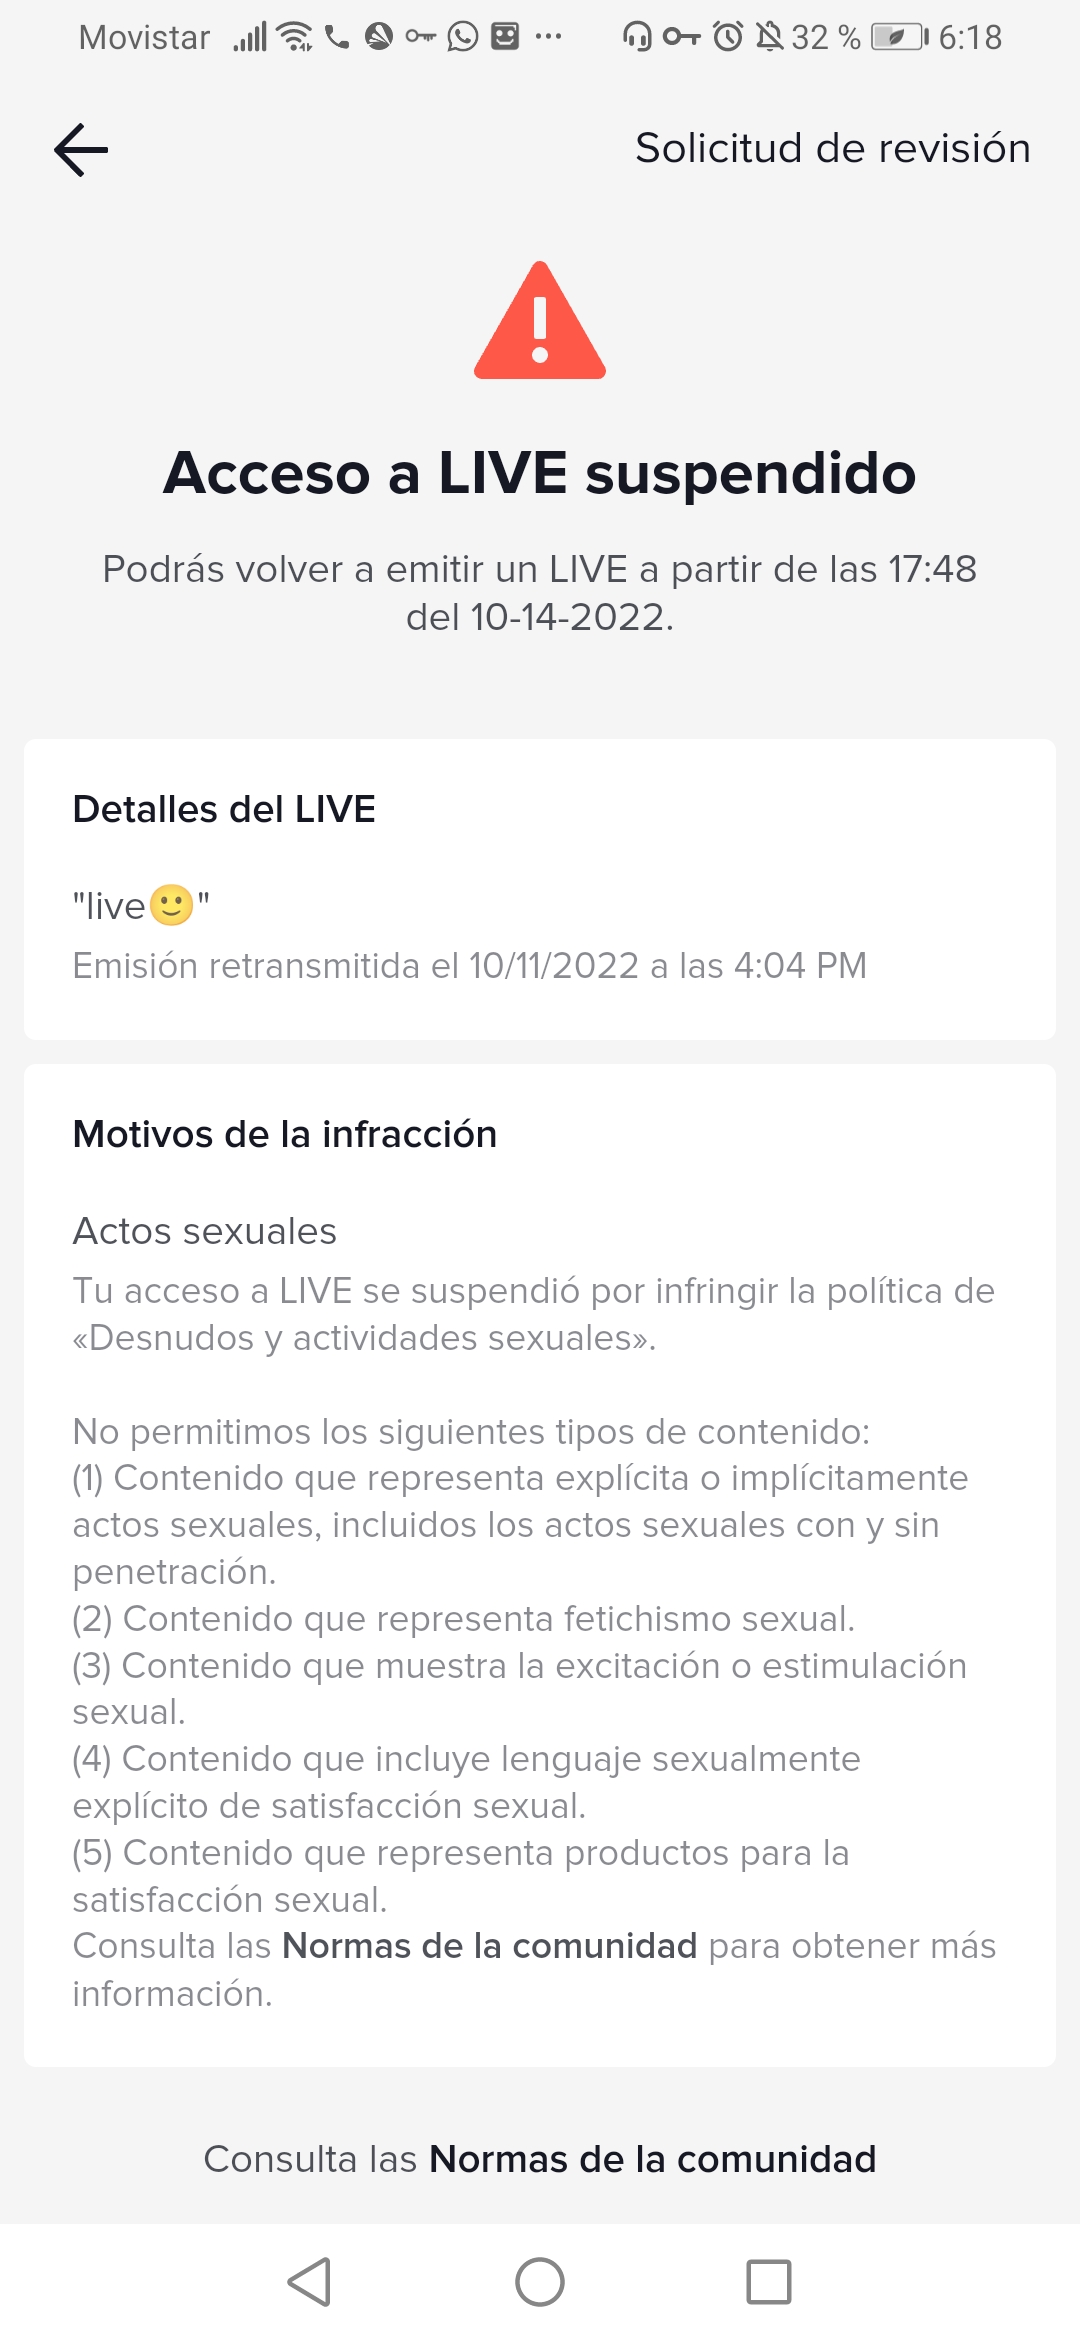 Movistar 32 % 6:18
Solicitud de revisión
Acceso a LIVE suspendido
Podrás volver a emitir un LIVE a partir de las 17:48
del 10-14-2022.
Detalles del LIVE
"live🙂"
Emisión retransmitida el 10/11/2022 a las 4:04 PM
Motivos de la infracción
Actos sexuales
Tu acceso a LIVE se suspendió por infringir la política de
«Desnudos y actividades sexuales».
No permitimos los siguientes tipos de contenido:
(1) Contenido que representa explícita o implícitamente
actos sexuales, incluidos los actos sexuales con y sin
penetración.
(2) Contenido que representa fetichismo sexual.
(3) Contenido que muestra la excitación o estimulación
sexual.
(4) Contenido que incluye lenguaje sexualmente
explícito de satisfacción sexual.
(5) Contenido que representa productos para la
satisfacción sexual.
Consulta las Normas de la comunidad para obtener más
información.
Consulta las Normas de la comunidad